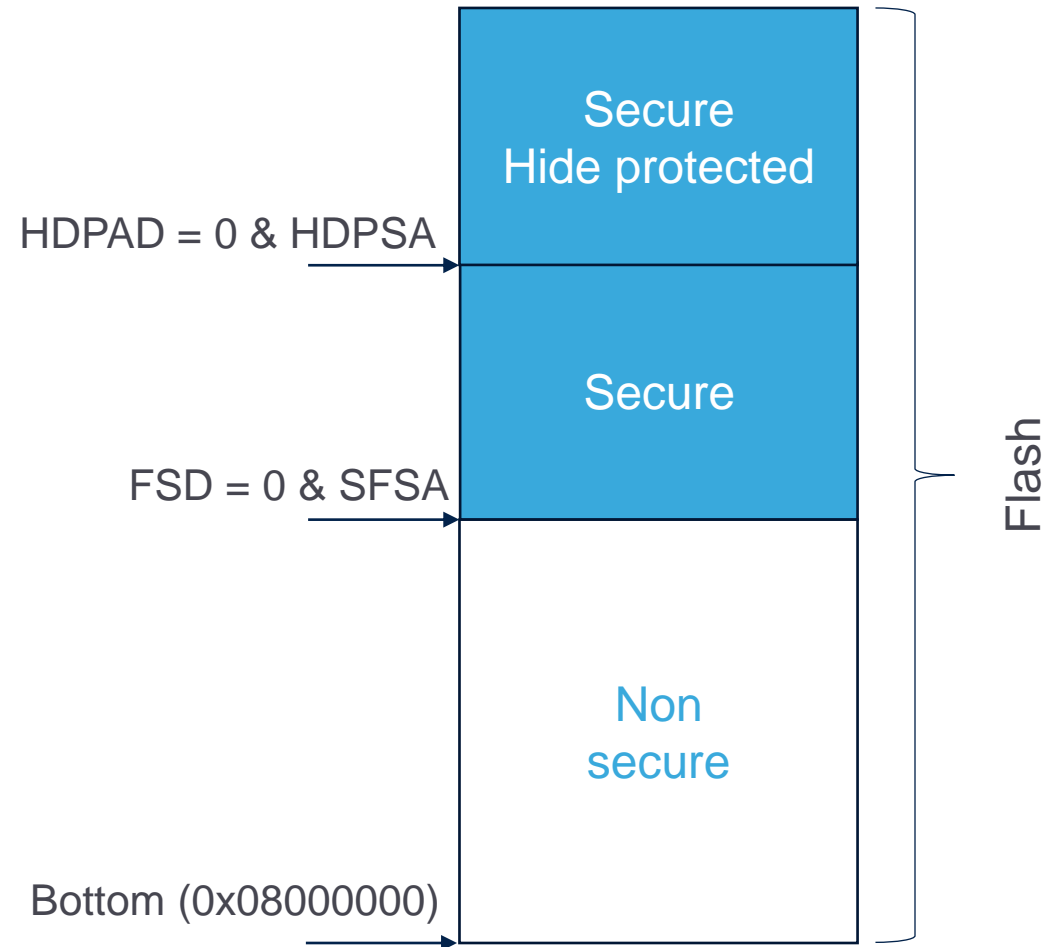 Secure
Hide protected
HDPAD = 0 & HDPSA
Secure
FSD = 0 & SFSA
Flash
Non
secure
Bottom (0x08000000)